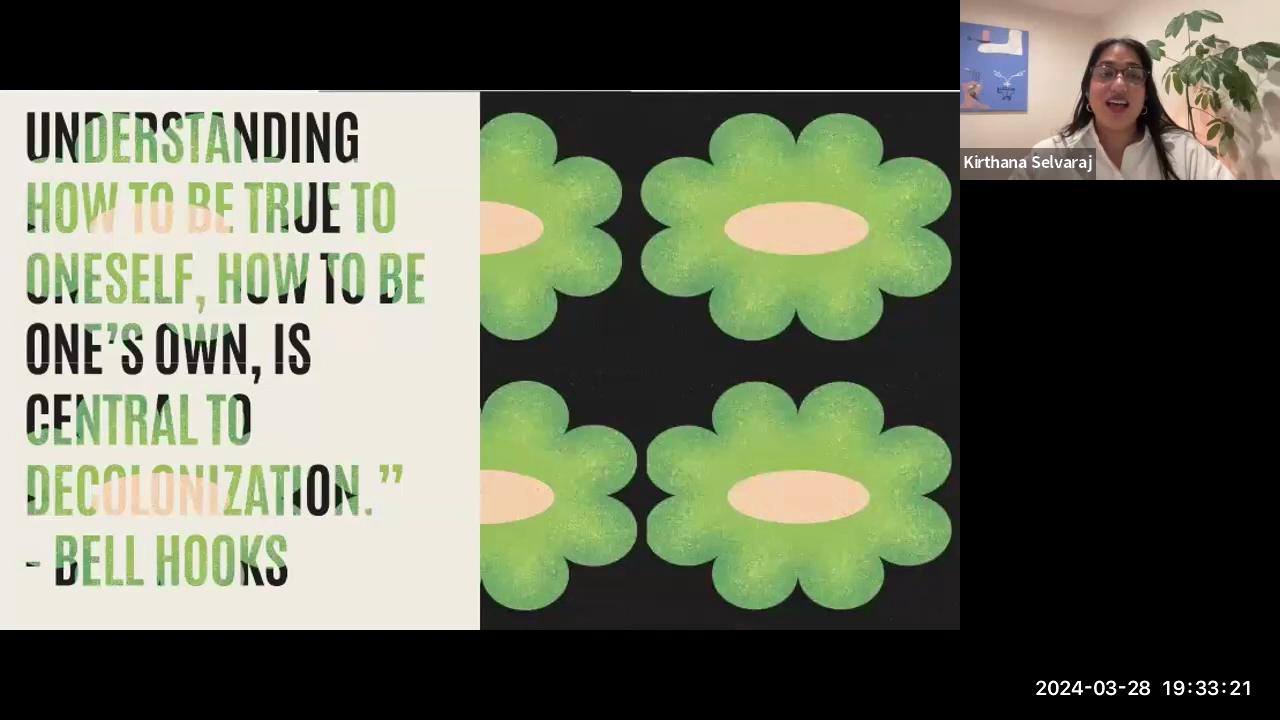 UNDERSTANDING
HOW TO BE TRUE TO
ONESELF, HOW TO BE
ONE’S OWN, IS
CENTRAL TO
DECOLONIZATION.”
- BELL HOOKS
Kirthana Selvaraj
2024-03-28 19:33:21